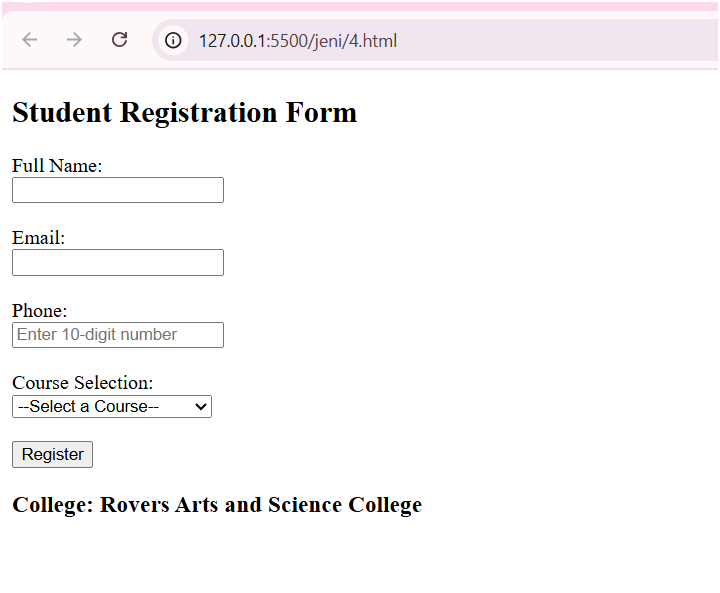 127.0.0.1:5500/jeni/4.html
Student Registration Form
Full Name:
Email:
Phone:
Enter 10-digit number
Course Selection:
--Select a Course--
Register
College: Rovers Arts and Science College